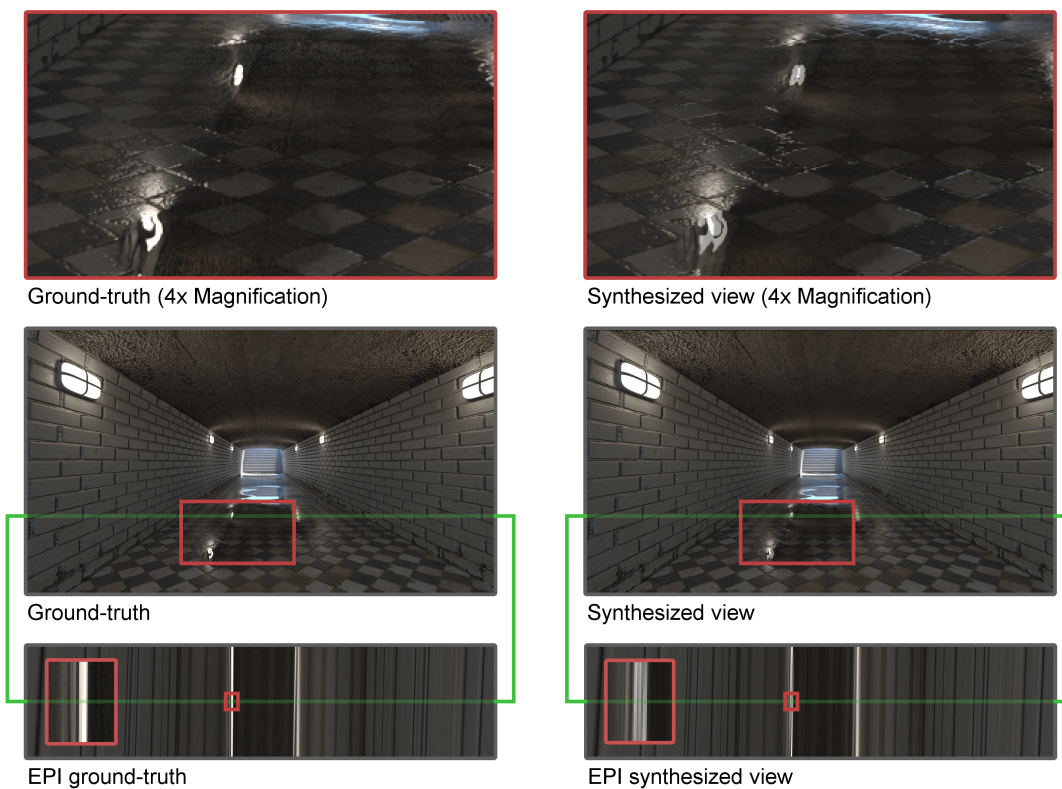 Ground-truth (4x Magnification)
Synthesized view (4x Magnification)
Ground-truth
Synthesized view
EPI ground-truth
EPI synthesized view